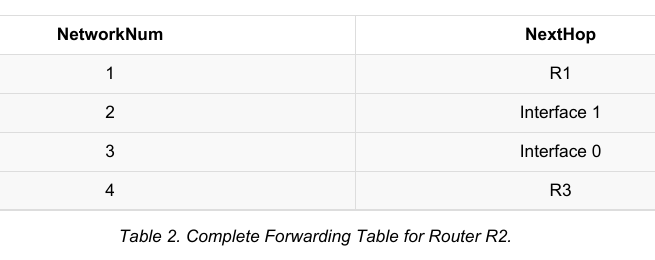 NetworkNum NextHop
1 R1
2 Interface 1
3 Interface 0
4 R3
Table 2. Complete Forwarding Table for Router R2.